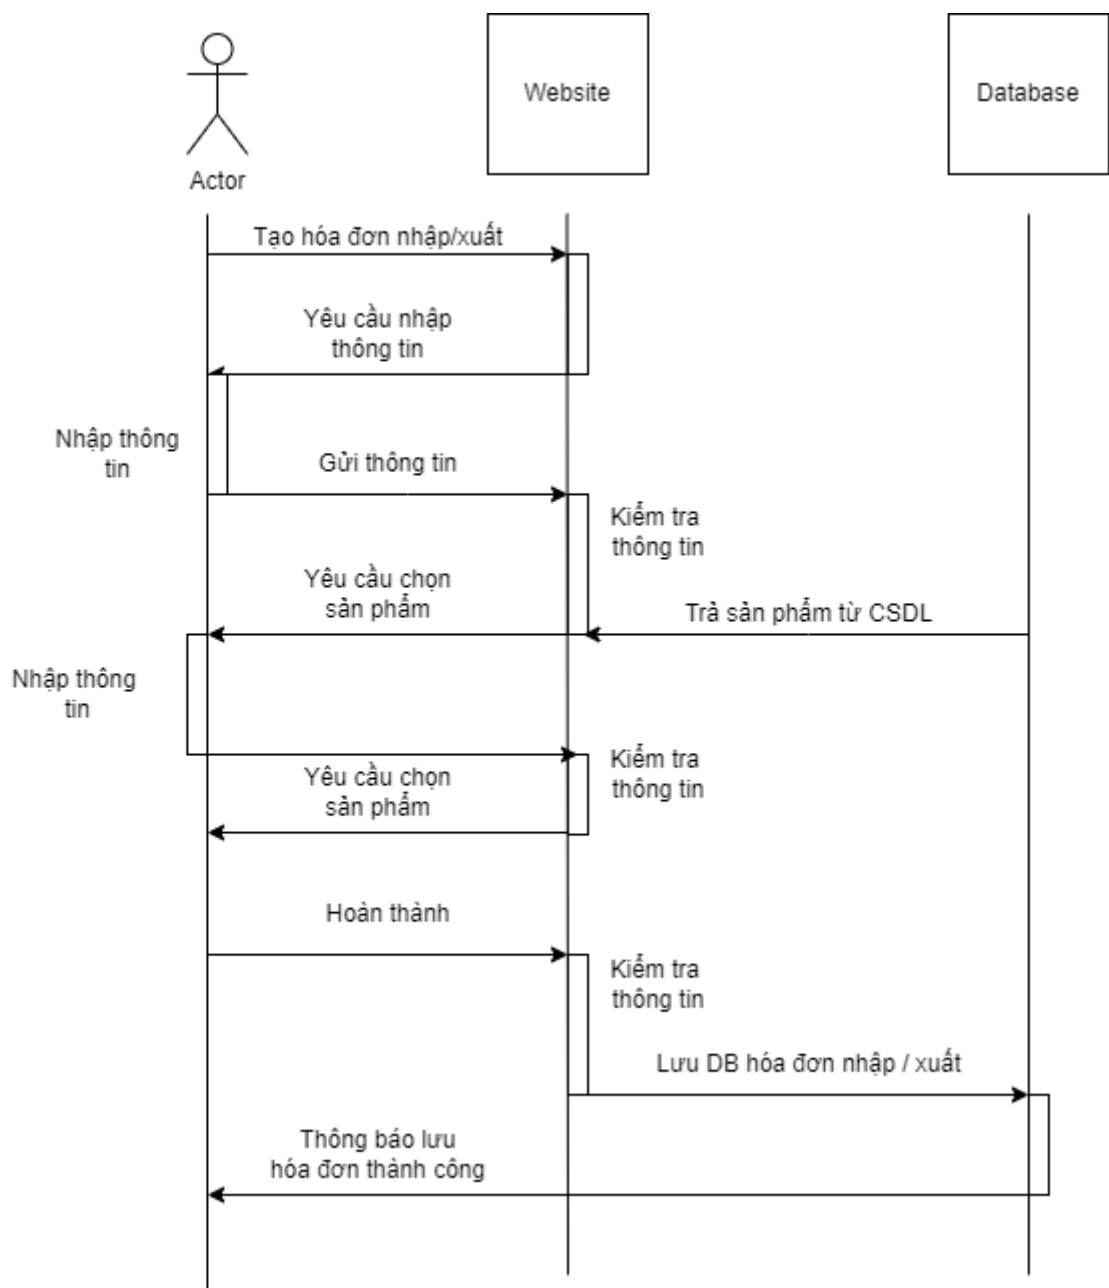 Website
Database
Actor
Tạo hóa đơn nhập/xuất
Yêu cầu nhập
thông tin
Nhập thông
tin
Gửi thông tin
Kiểm tra
thông tin
Yêu cầu chọn
sản phẩm
Trả sản phẩm từ CSDL
Nhập thông
tin
Kiểm tra
thông tin
Yêu cầu chọn
sản phẩm
Hoàn thành
Kiểm tra
thông tin
Lưu DB hóa đơn nhập / xuất
Thông báo lưu
hóa đơn thành công